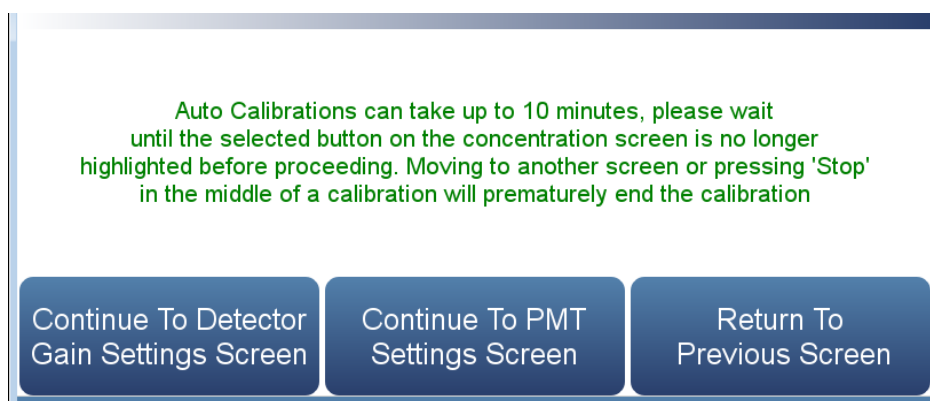 Auto Calibrations can take up to 10 minutes, please wait
until the selected button on the concentration screen is no longer
highlighted before proceeding. Moving to another screen or pressing 'Stop'
in the middle of a calibration will prematurely end the calibration
Continue To Detector
Gain Settings Screen
Continue To PMT
Settings Screen
Return To
Previous Screen